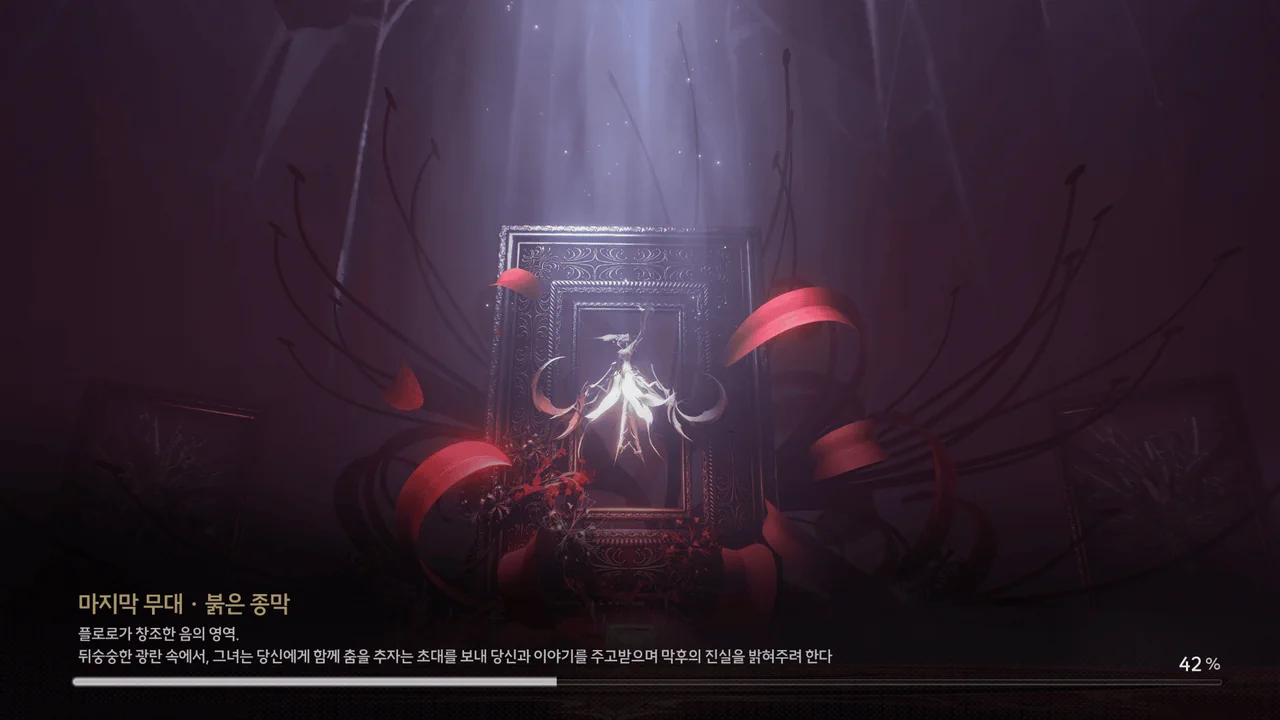 마지막 무대 · 붉은 종막
플로로가 창조한 음의 영역.
뒤숭숭한 광란 속에서, 그녀는 당신에게 함께 춤을 추자는 초대를 보내 당신과 이야기를 주고받으며 막후의 진실을 밝혀주려 한다
42 %